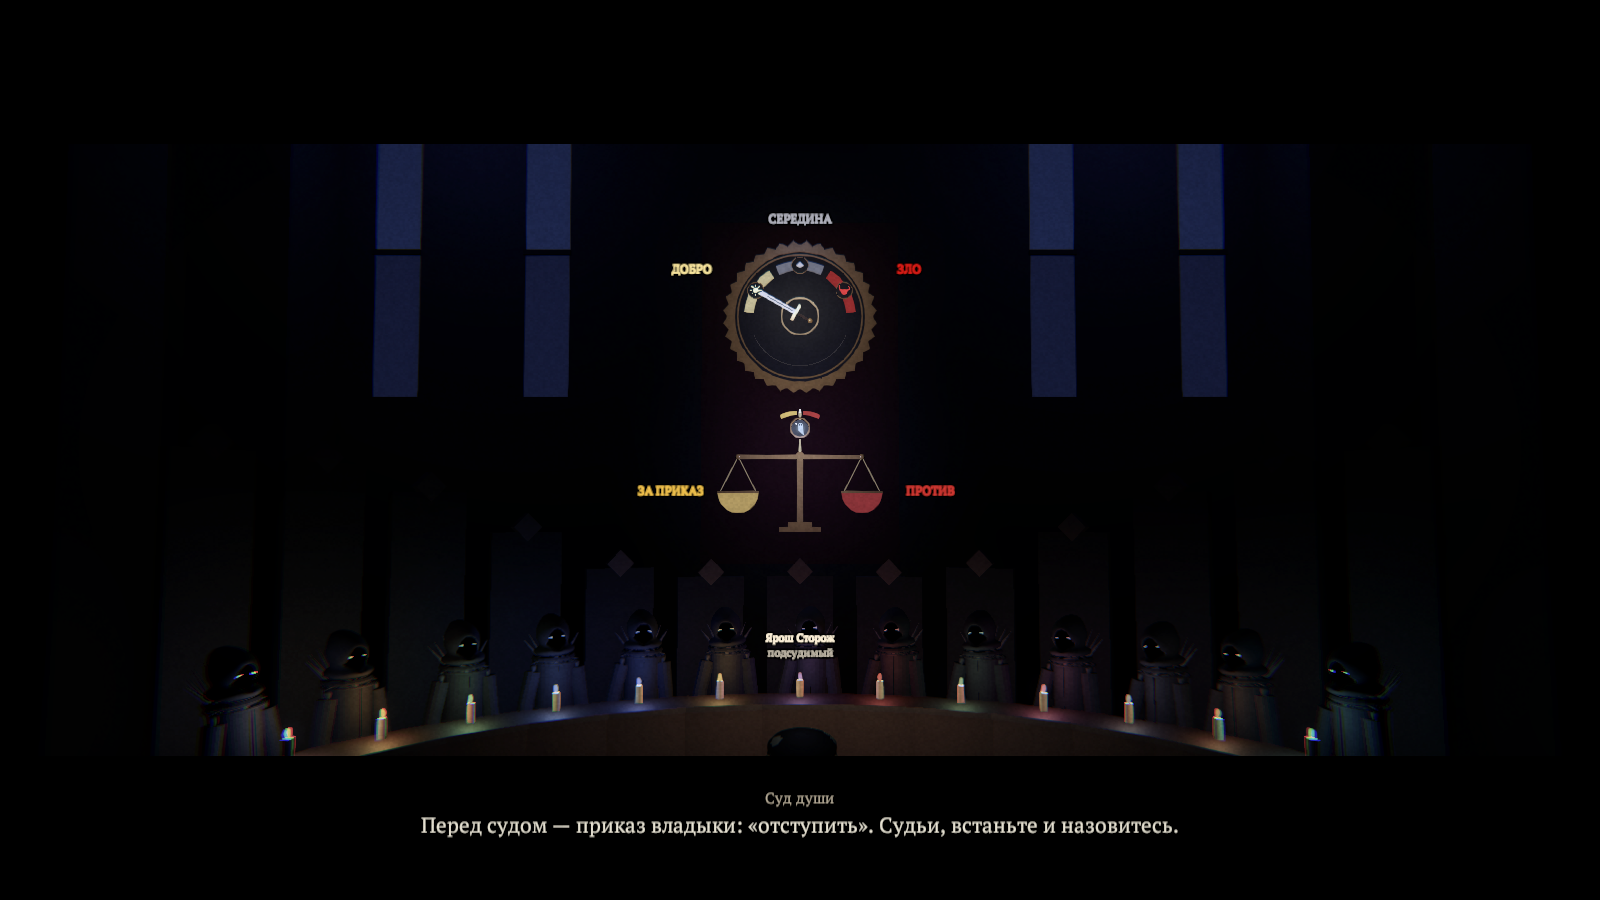 СЕРЕДИНА
ДОБРО
ЗЛО
ЗА ПРИКАЗ
ПРОТИВ
Ярош Сторож
подсудимый
Суд души
Перед судом — приказ владыки: «отступить». Судьи, встаньте и назовитесь.